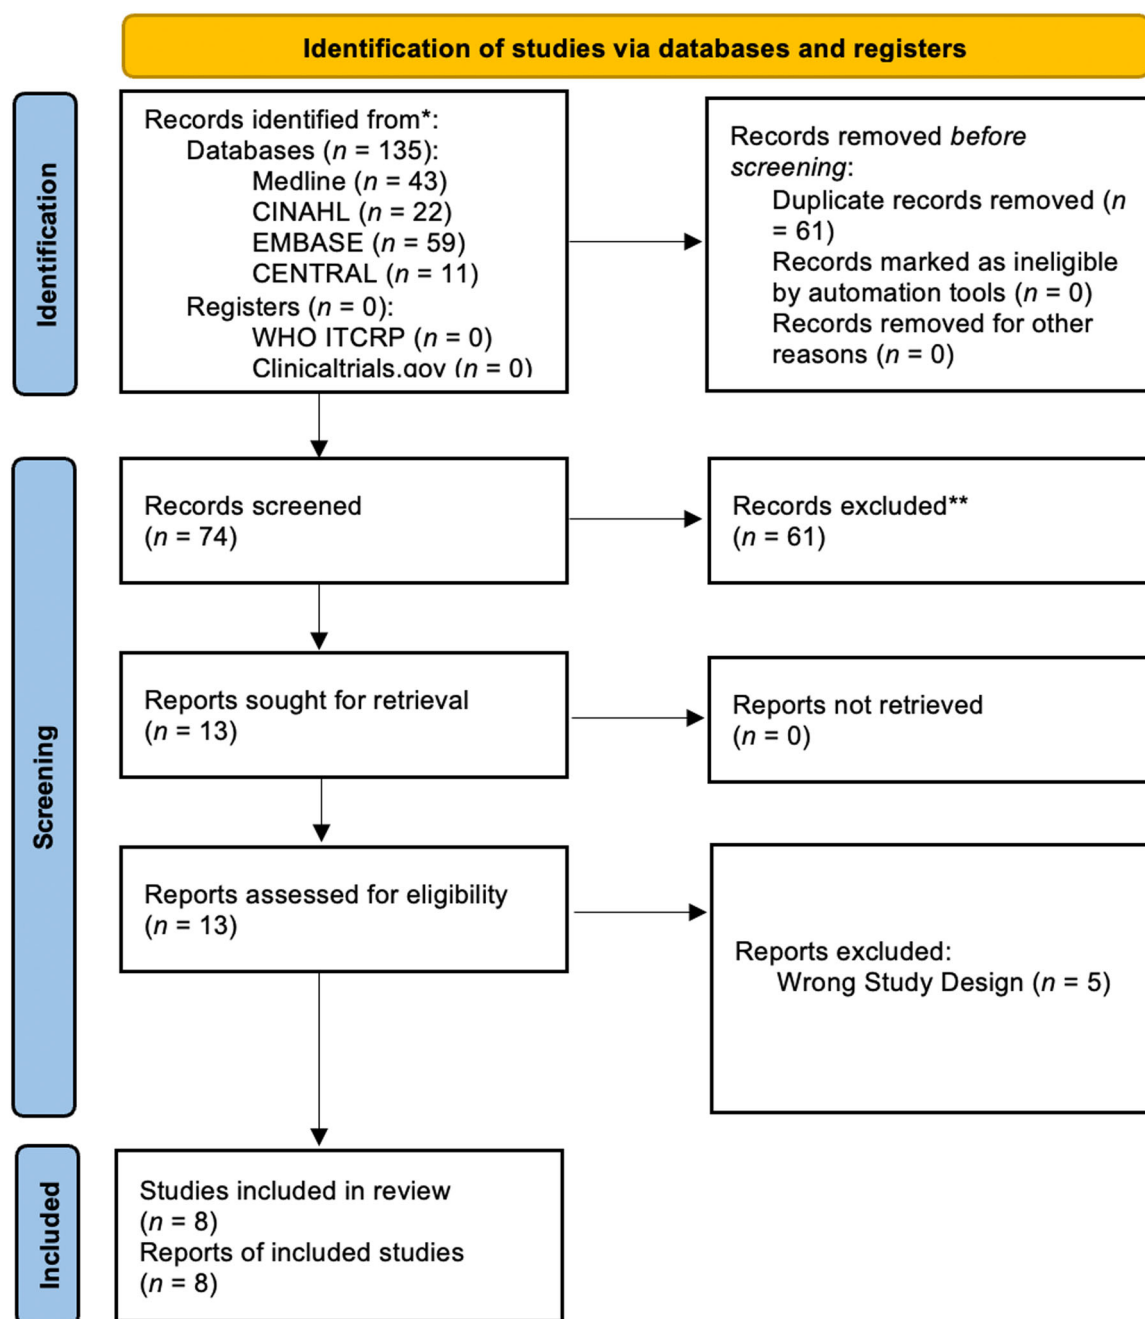 Identification of studies via databases and registers
Identification
Records identified from*:
Databases (n = 135):
Medline (n = 43)
CINAHL (n = 22)
EMBASE (n = 59)
CENTRAL (n = 11)
Registers (n = 0):
WHO ITCRP (n = 0)
Clinicaltrials.gov (n = 0)
Records removed before
screening:
Duplicate records removed (n
= 61)
Records marked as ineligible
by automation tools (n = 0)
Records removed for other
reasons (n = 0)
Screening
Records screened
(n = 74)
Records excluded**
(n = 61)
Reports sought for retrieval
(n = 13)
Reports not retrieved
(n = 0)
Reports assessed for eligibility
(n = 13)
Reports excluded:
Wrong Study Design (n = 5)
Included
Studies included in review
(n = 8)
Reports of included studies
(n = 8)